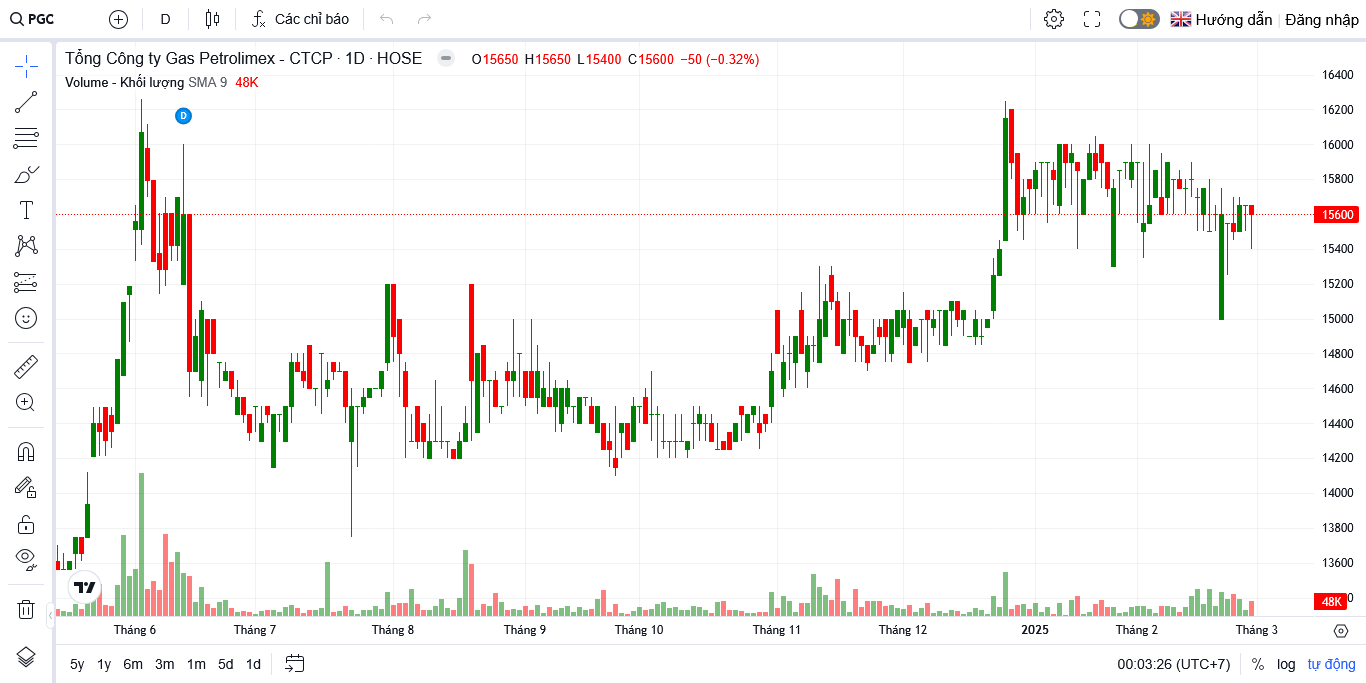 PGC D Các chỉ báo Hướng dẫn Đăng nhập
Tổng Công ty Gas Petrolimex - CTCP · 1D · HOSE O15650 H15650 L15400 C15600 −50 (−0.32%)
Volume - Khối lượng SMA 9 48K
D
16400
16200
16000
15800
15600
15400
15200
15000
14800
14600
14400
14200
14000
13800
13600
48K
Tháng 6 Tháng 7 Tháng 8 Tháng 9 Tháng 10 Tháng 11 Tháng 12 2025 Tháng 2 Tháng 3
5y 1y 6m 3m 1m 5d 1d 00:03:26 (UTC+7) % log tự động